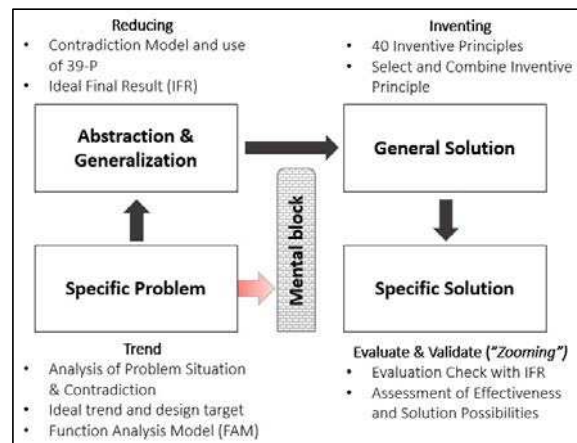 Reducing
• Contradiction Model and use
of 39-P
• Ideal Final Result (IFR)
Inventing
• 40 Inventive Principles
• Select and Combine Inventive
Principle
Abstraction &
Generalization
General Solution
Mental block
Specific Problem
Specific Solution
Trend
• Analysis of Problem Situation
& Contradiction
• Ideal trend and design target
• Function Analysis Model (FAM)
Evaluate & Validate ("Zooming")
• Evaluation Check with IFR
• Assessment of Effectiveness
and Solution Possibilities